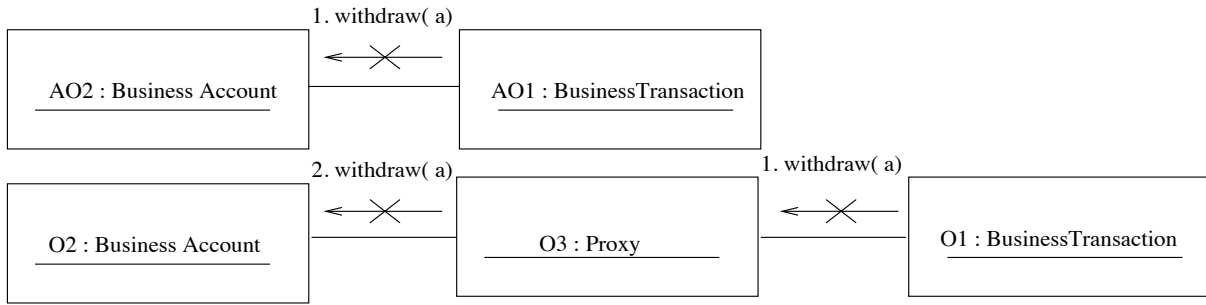 1. withdraw( a)
AO2 : Business Account
AO1 : BusinessTransaction
2. withdraw( a)
1. withdraw( a)
O2 : Business Account
O3 : Proxy
O1 : BusinessTransaction